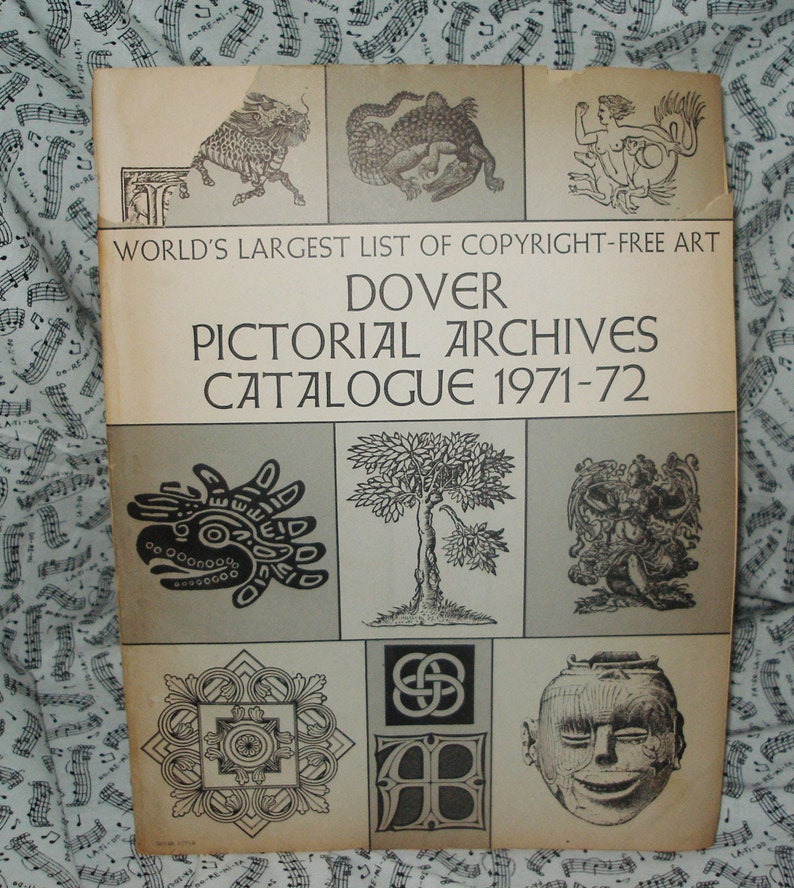 WORLD'S LARGEST LIST OF COPYRIGHT-FREE ART
DOVER
PICTORIAL ARCHIVES
CATALOGUE 1971-72